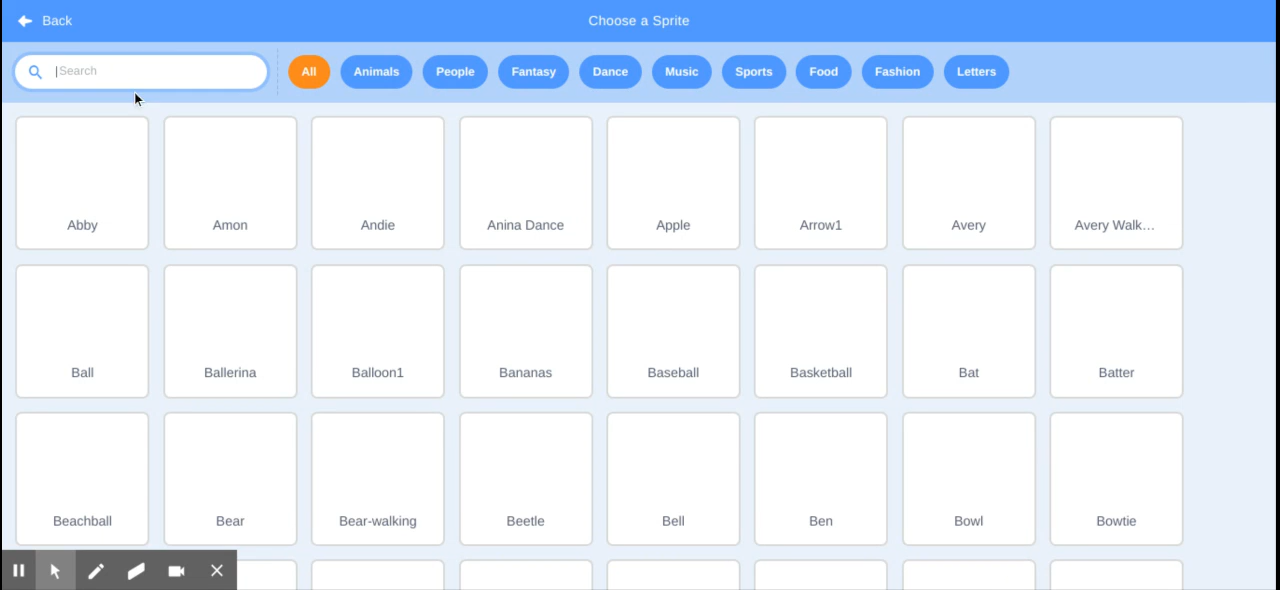 Back
Choose a Sprite
Search
All
Animals
People
Fantasy
Dance
Music
Sports
Food
Fashion
Letters
Abby
Amon
Andie
Anina Dance
Apple
Arrow1
Avery
Avery Walk...
Ball
Ballerina
Balloon1
Bananas
Baseball
Basketball
Bat
Batter
Beachball
Bear
Bear-walking
Beetle
Bell
Ben
Bowl
Bowtie